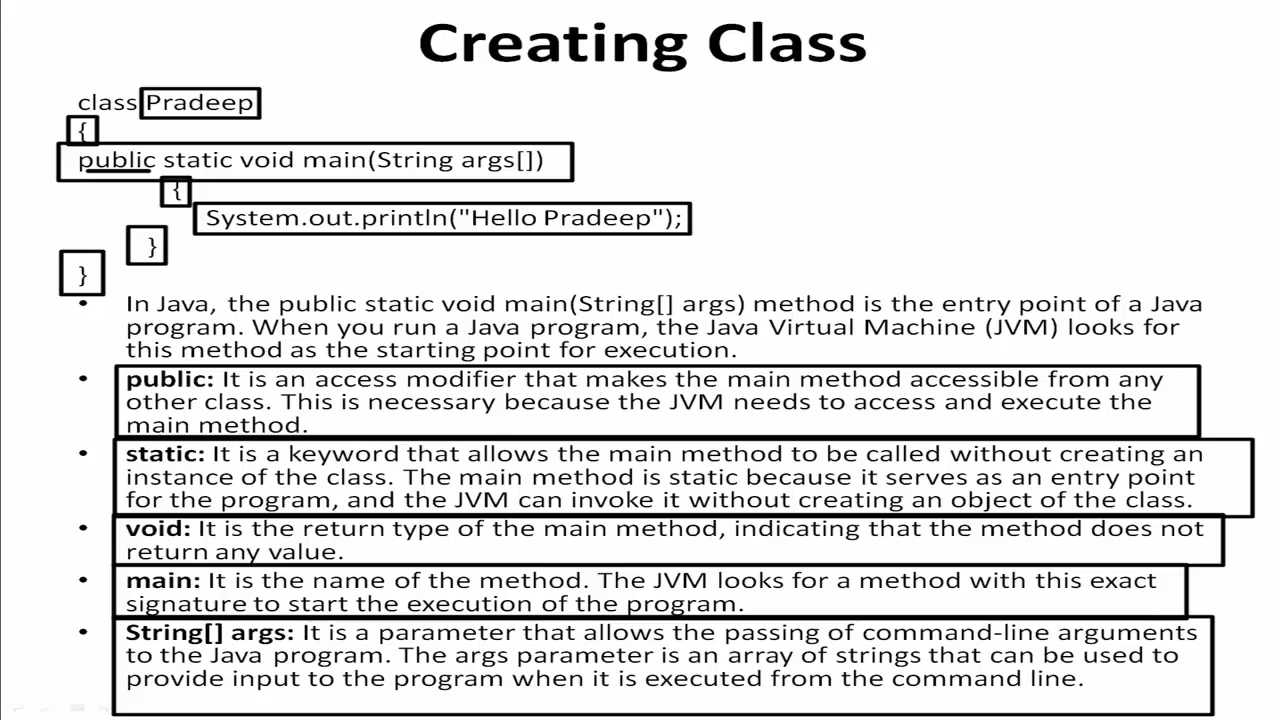 Creating Class
class Pradeep
{
public static void main(String args[])
{
System.out.println("Hello Pradeep");
}
}
• In Java, the public static void main(String[] args) method is the entry point of a Java
program. When you run a Java program, the Java Virtual Machine (JVM) looks for
this method as the starting point for execution.
• public: It is an access modifier that makes the main method accessible from any
other class. This is necessary because the JVM needs to access and execute the
main method.
• static: It is a keyword that allows the main method to be called without creating an
instance of the class. The main method is static because it serves as an entry point
for the program, and the JVM can invoke it without creating an object of the class.
• void: It is the return type of the main method, indicating that the method does not
return any value.
• main: It is the name of the method. The JVM looks for a method with this exact
signature to start the execution of the program.
• String[] args: It is a parameter that allows the passing of command-line arguments
to the Java program. The args parameter is an array of strings that can be used to
provide input to the program when it is executed from the command line.